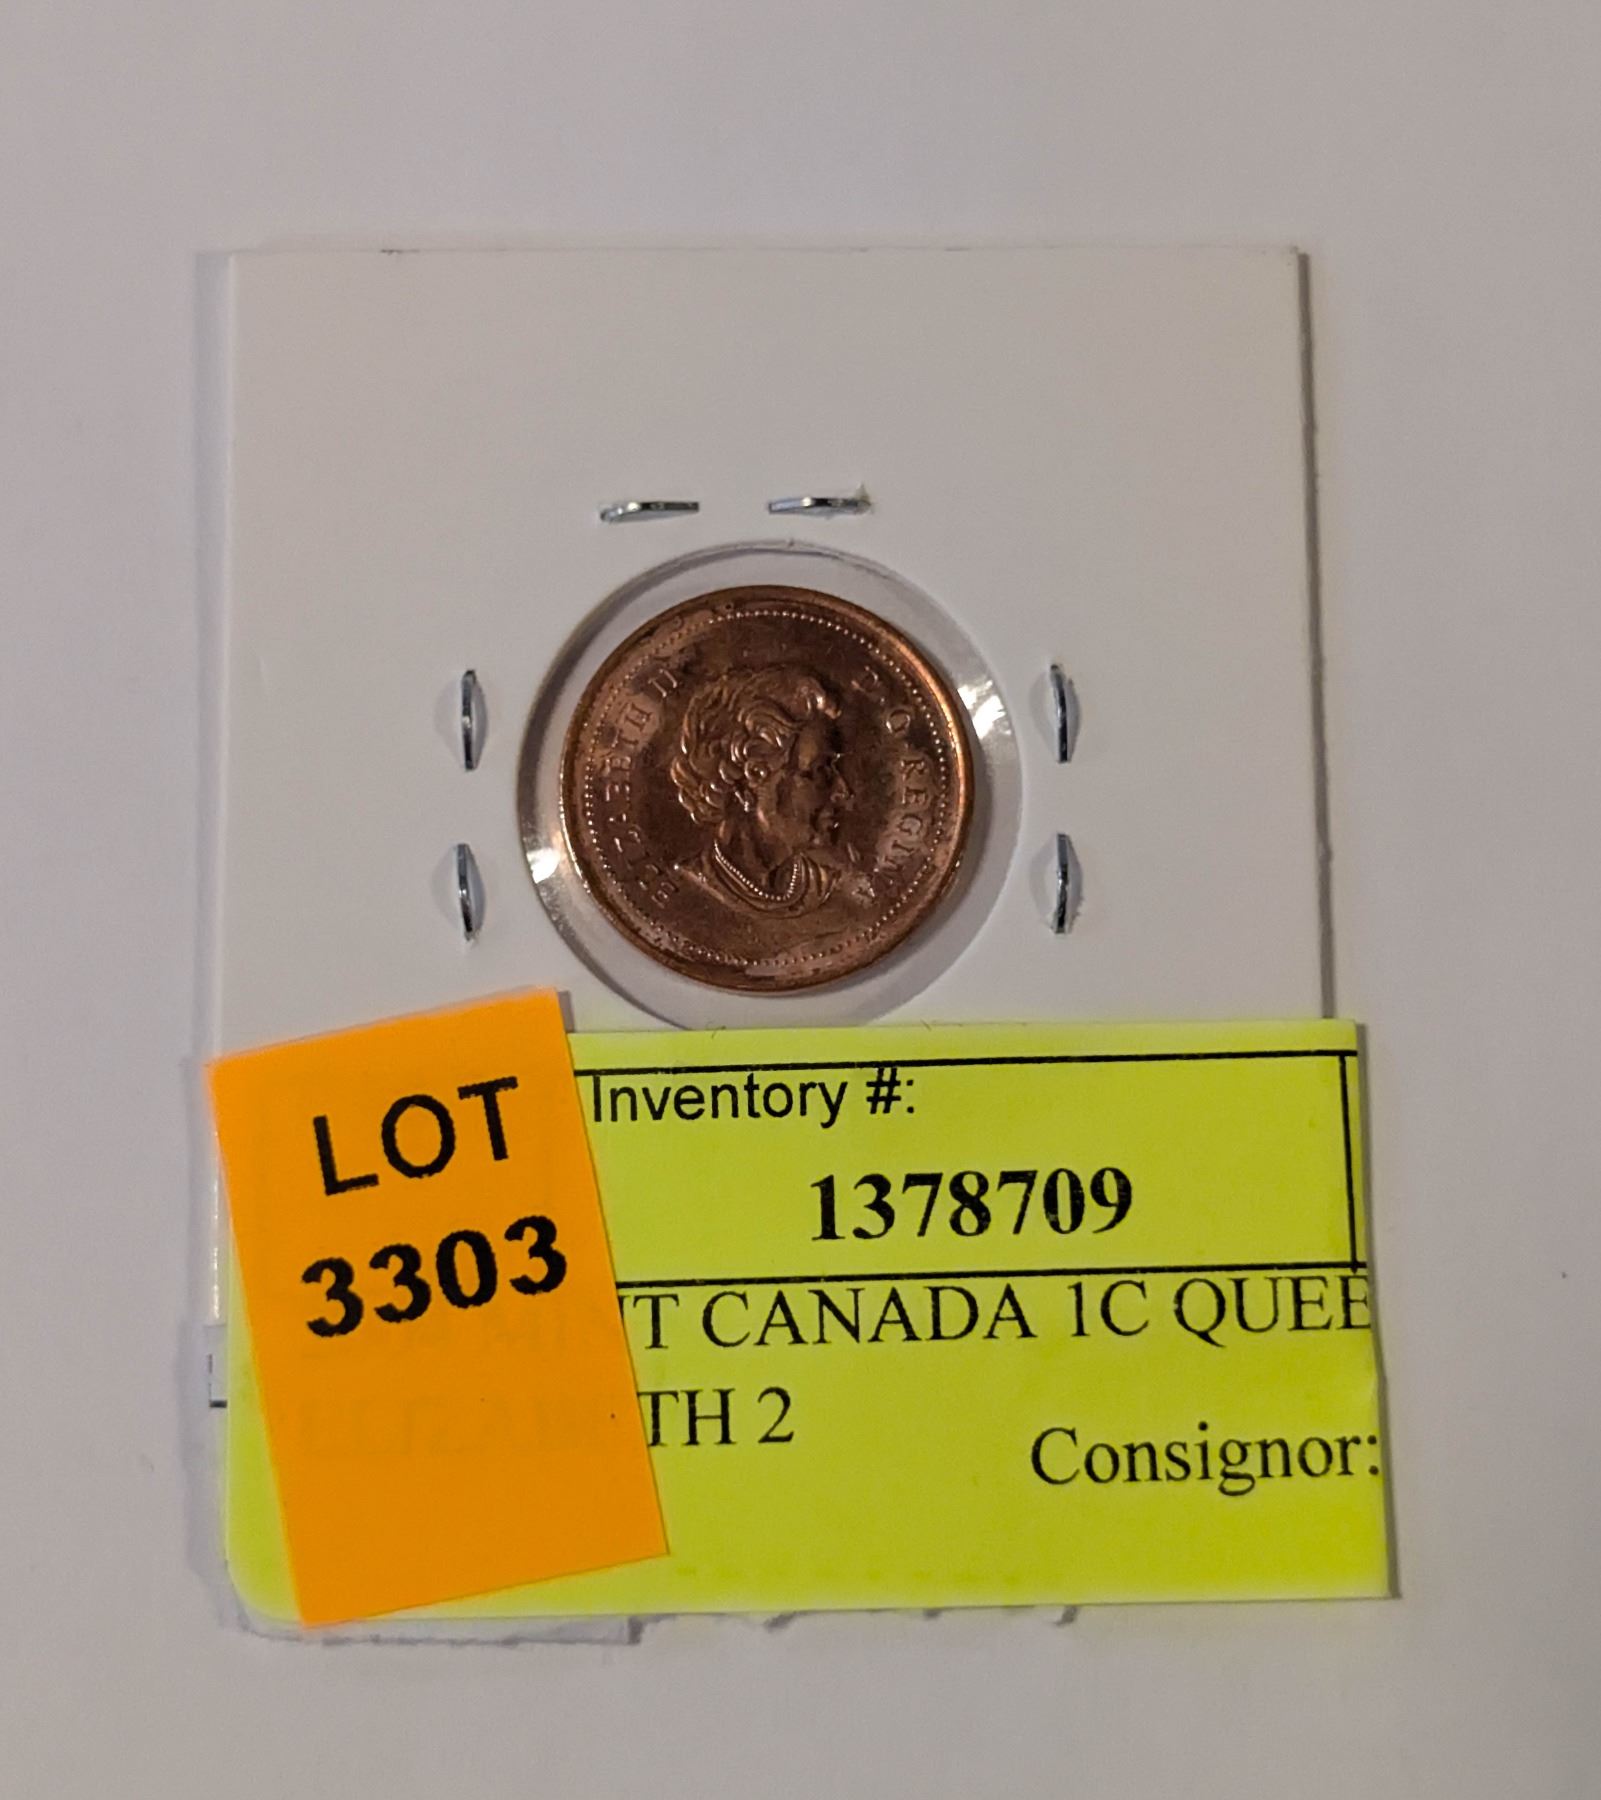 ELIZABETH II D·G·REGINA
LOT
3303
Inventory #:
1378709
T CANADA 1C QUEE
TH 2
Consignor: